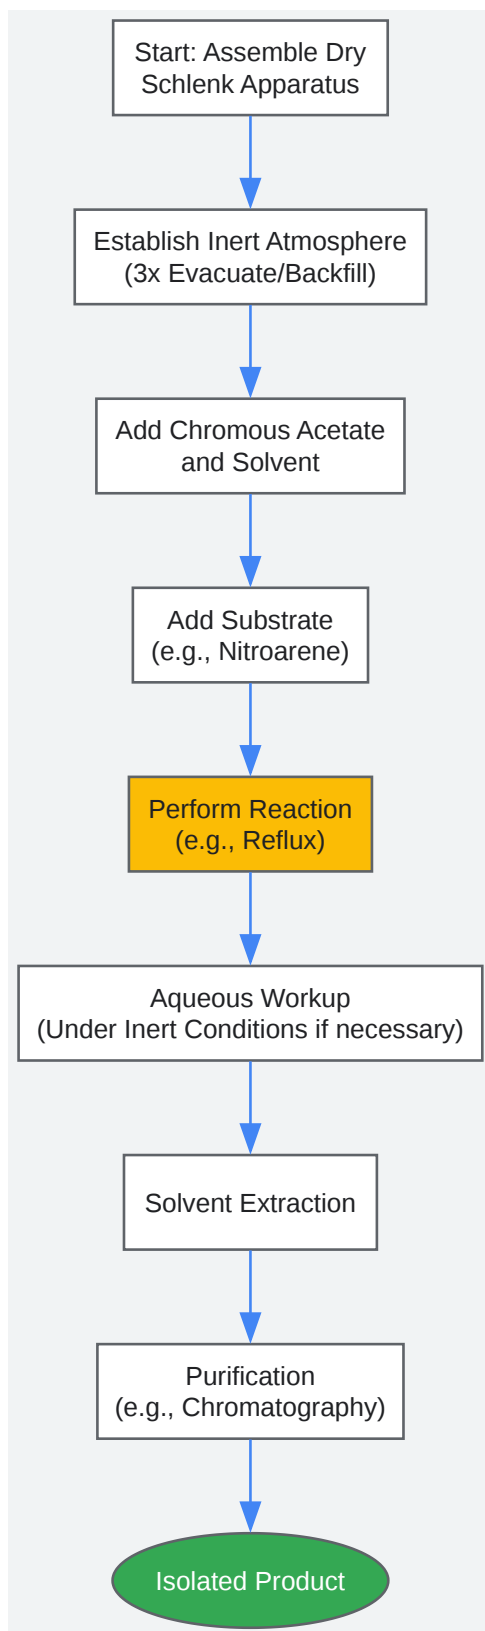 Start: Assemble Dry
Schlenk Apparatus
Establish Inert Atmosphere
(3x Evacuate/Backfill)
Add Chromous Acetate
and Solvent
Add Substrate
(e.g., Nitroarene)
Perform Reaction
(e.g., Reflux)
Aqueous Workup
(Under Inert Conditions if necessary)
Solvent Extraction
Purification
(e.g., Chromatography)
Isolated Product